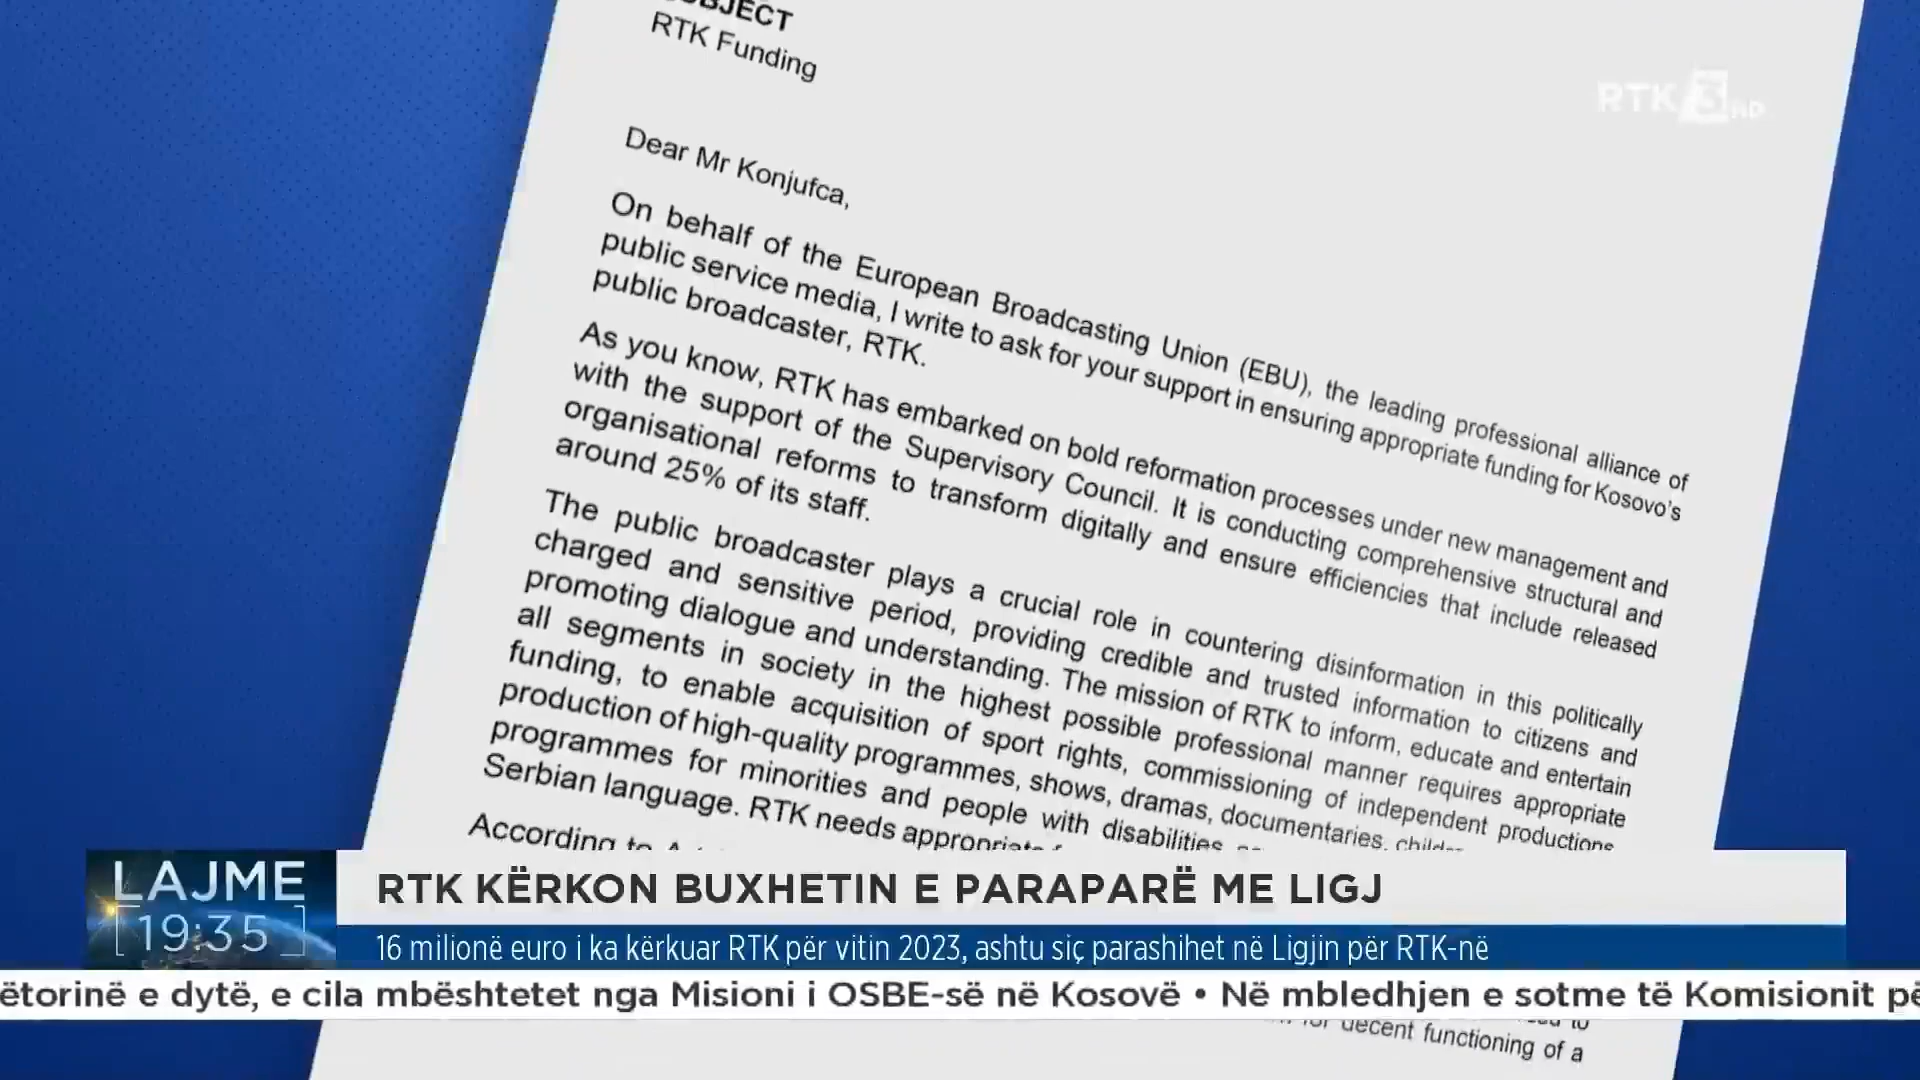 SUBJECT
RTK Funding
RTK 3 HD
Dear Mr Konjufca,
On behalf of the European Broadcasting Union (EBU), the leading professional alliance of
public service media, I write to ask for your support in ensuring appropriate funding for Kosovo's
public broadcaster, RTK.
As you know, RTK has embarked on bold reformation processes under new management and
with the support of the Supervisory Council. It is conducting comprehensive structural and
organisational reforms to transform digitally and ensure efficiencies that include released
around 25% of its staff.
The public broadcaster plays a crucial role in countering disinformation in this politically
charged and sensitive period, providing credible and trusted information to citizens and
promoting dialogue and understanding. The mission of RTK to inform, educate and entertain
all segments in society in the highest possible professional manner requires appropriate
funding, to enable acquisition of sport rights, commissioning of independent productions,
production of high-quality programmes, shows, dramas, documentaries,
programmes for minorities and people with disabilities
Serbian language. RTK needs appropriate
According to
LAJME
19:35
RTK KËRKON BUXHETIN E PARAPARË ME LIGJ
16 milionë euro i ka kërkuar RTK për vitin 2023, ashtu siç parashihet në Ligjin për RTK-në
ëtorinë e dytë, e cila mbështetet nga Misioni i OSBE-së në Kosovë • Në mbledhjen e sotme të Komisionit pë
for decent functioning of a